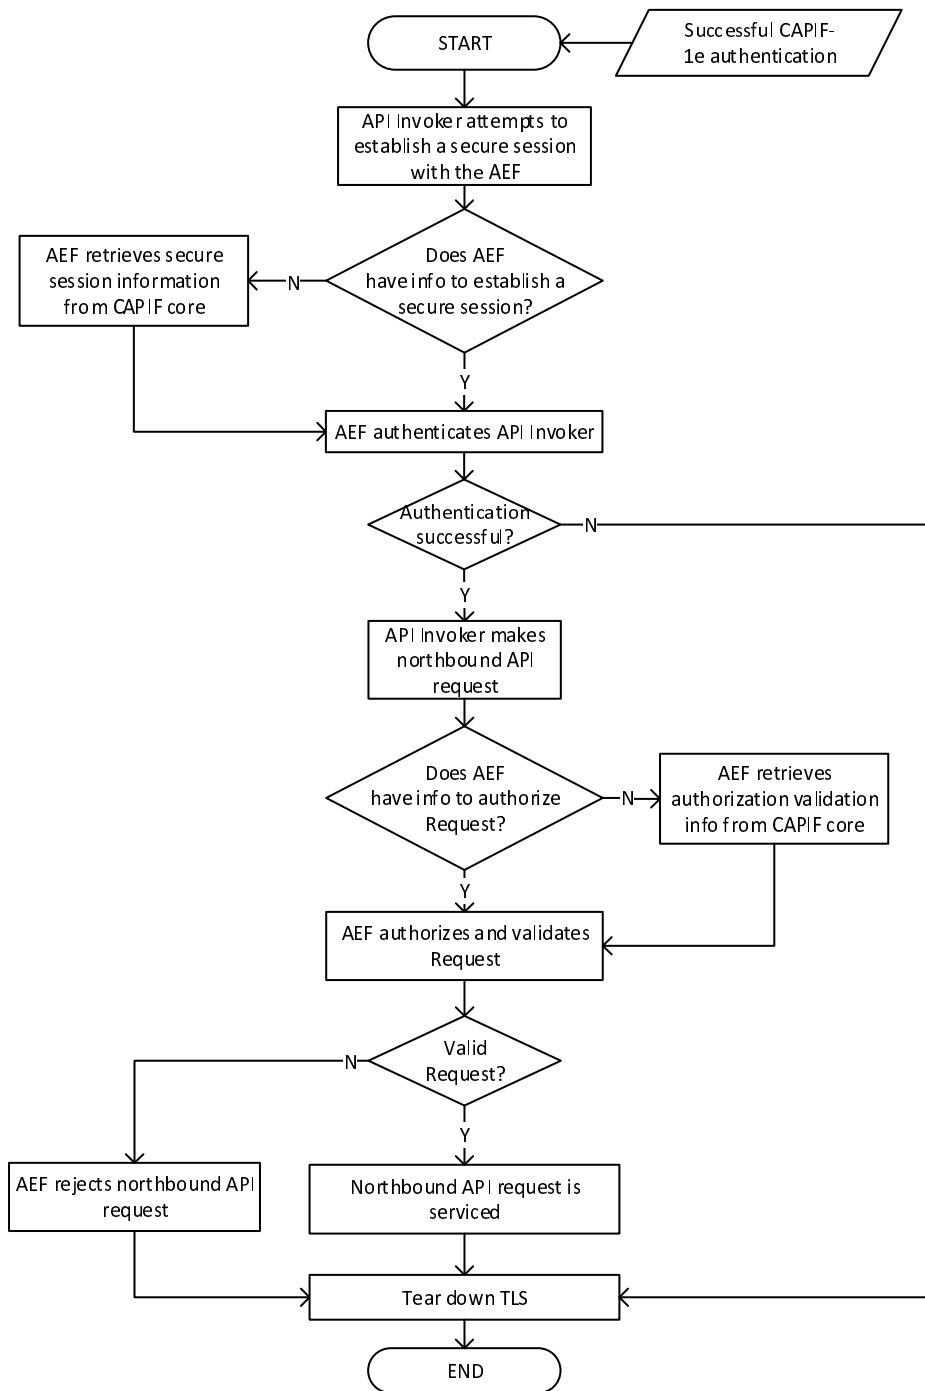 START
Successful CAPIF-
1e authentication
API Invoker attempts to
establish a secure session
with the AEF
Does AEF
have info to establish a
secure session?
N
AEF retrieves secure
session information
from CAPIF core
Y
AEF authenticates API Invoker
Authentication
successful?
N
Y
API Invoker makes
northbound API
request
Does AEF
have info to authorize
Request?
N
AEF retrieves
authorization validation
info from CAPIF core
Y
AEF authorizes and validates
Request
Valid
Request?
N
Y
AEF rejects northbound API
request
Northbound API request is
serviced
Tear down TLS
END